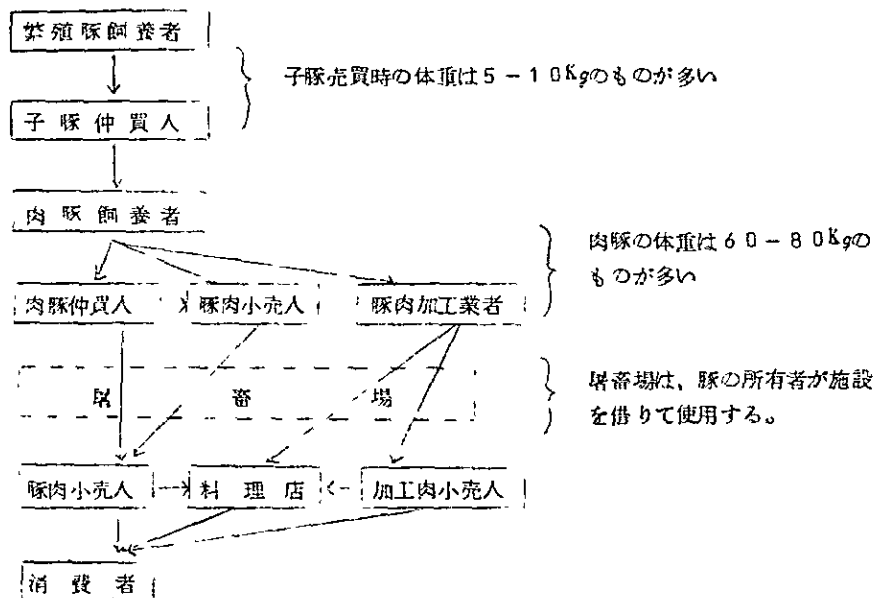 繁殖豚飼養者
子豚売買時の体重は5-10Kgのものが多い
子豚仲買人
肉豚飼養者
肉豚の体重は60-80Kgの
ものが多い
肉豚仲買人
豚肉小売人
豚肉加工業者
屠畜場は、豚の所有者が施設
を借りて使用する。
屠畜場
豚肉小売人
料理店
加工肉小売人
消費者